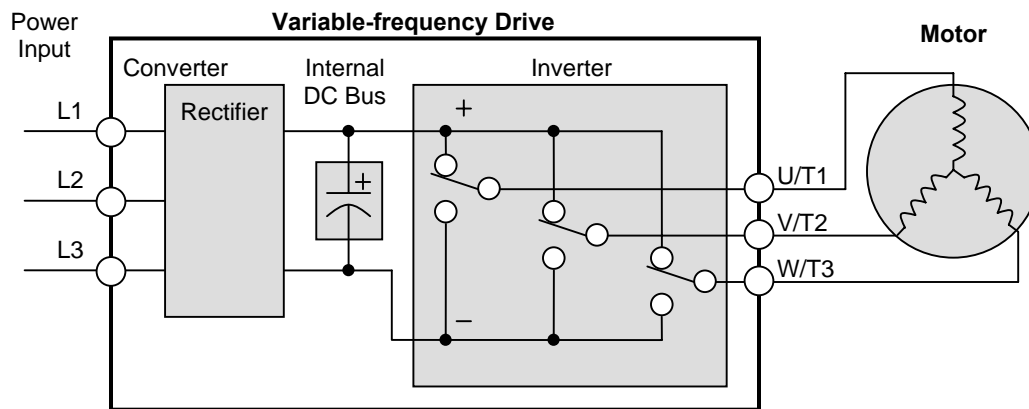 Power
Input
Variable-frequency Drive
Motor
Converter
Internal
DC Bus
Inverter
Rectifier
L1
L2
L3
+
+
–
U/T1
V/T2
W/T3